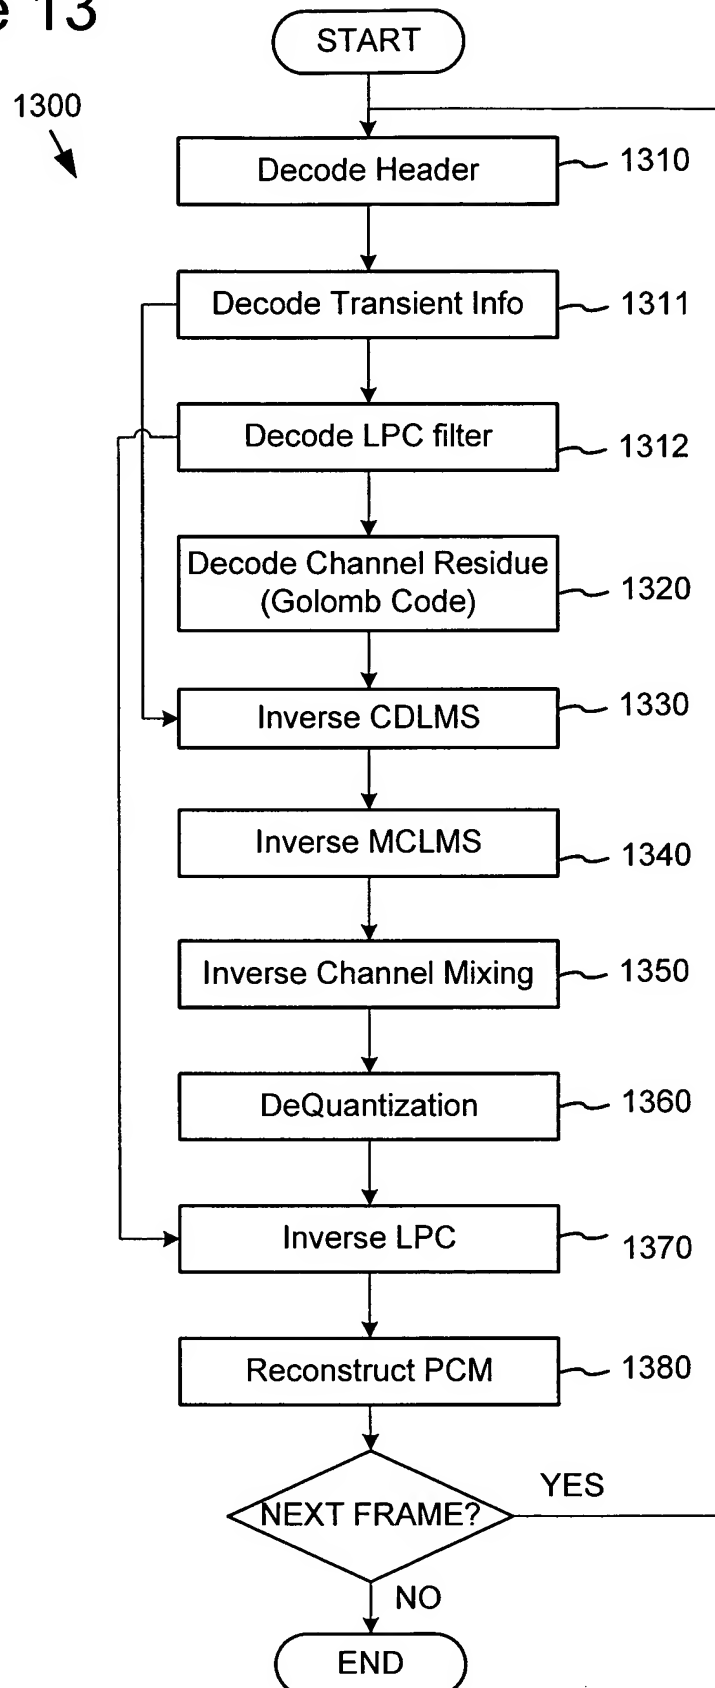 13
START
1300
Decode Header
1310
Decode Transient Info
1311
Decode LPC filter
1312
Decode Channel Residue
(Golomb Code)
1320
Inverse CDLMS
1330
Inverse MCLMS
1340
Inverse Channel Mixing
1350
DeQuantization
1360
Inverse LPC
1370
Reconstruct PCM
1380
NEXT FRAME?
YES
NO
END